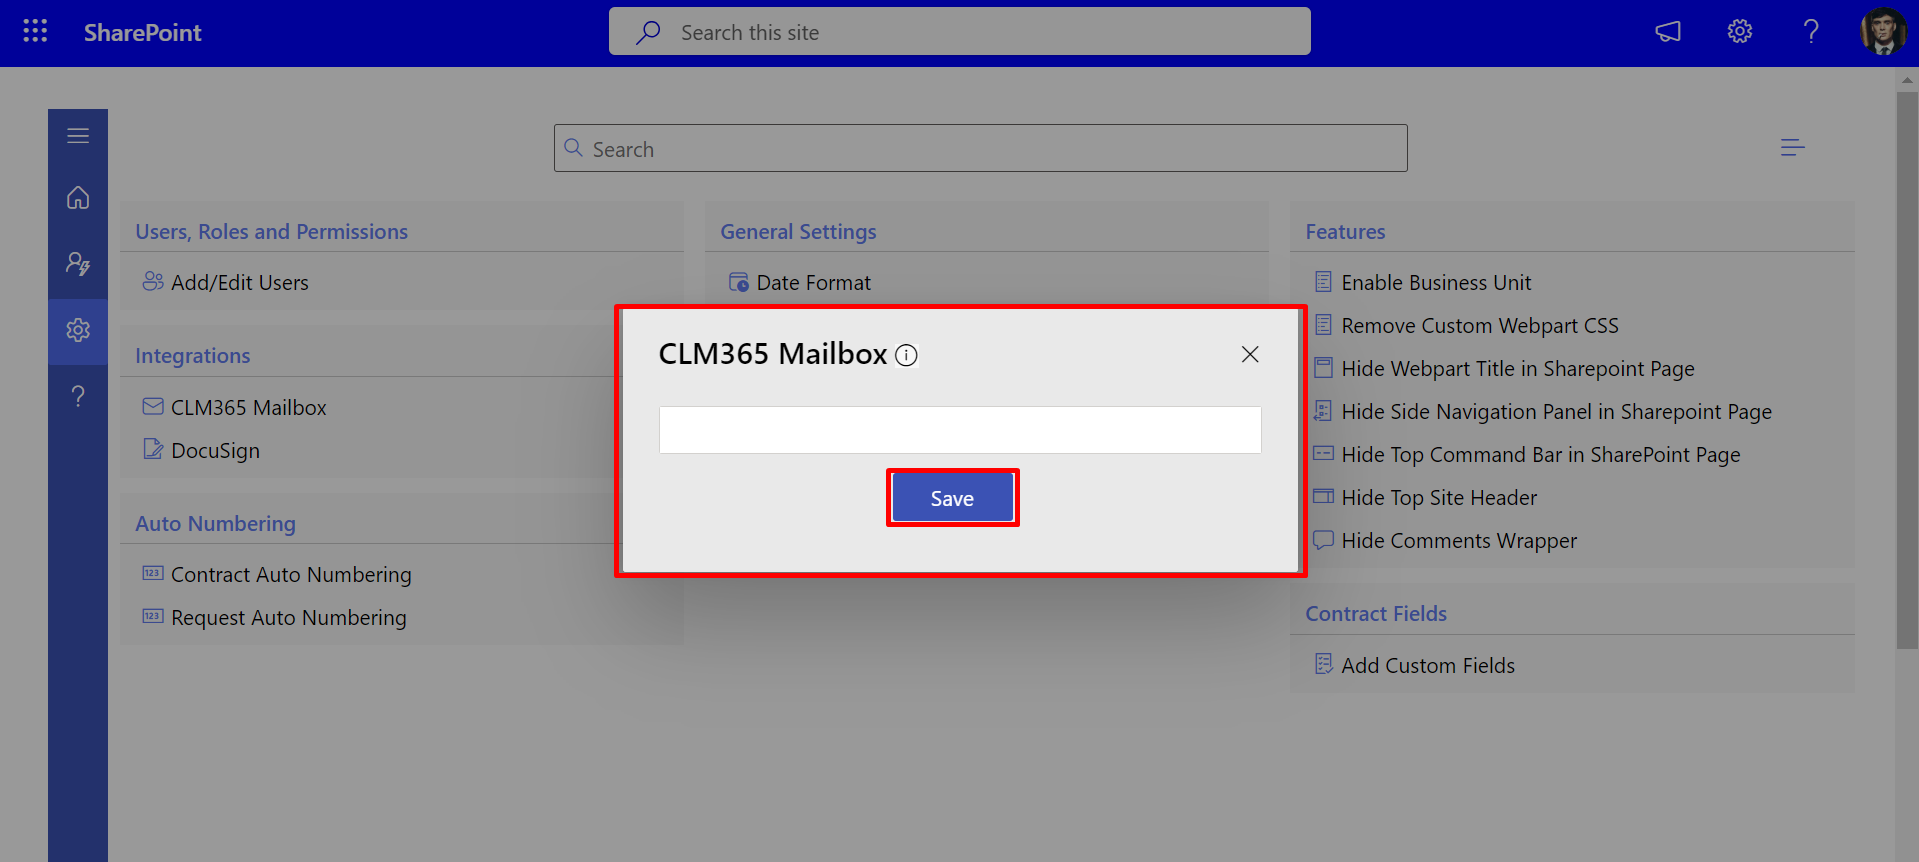 SharePoint
Search this site
Search
Users, Roles and Permissions
Add/Edit Users
Integrations
CLM365 Mailbox
DocuSign
Auto Numbering
123 Contract Auto Numbering
123 Request Auto Numbering
General Settings
Date Format
CLM365 Mailbox
Save
Features
Enable Business Unit
Remove Custom Webpart CSS
Hide Webpart Title in Sharepoint Page
Hide Side Navigation Panel in Sharepoint Page
Hide Top Command Bar in SharePoint Page
Hide Top Site Header
Hide Comments Wrapper
Contract Fields
Add Custom Fields